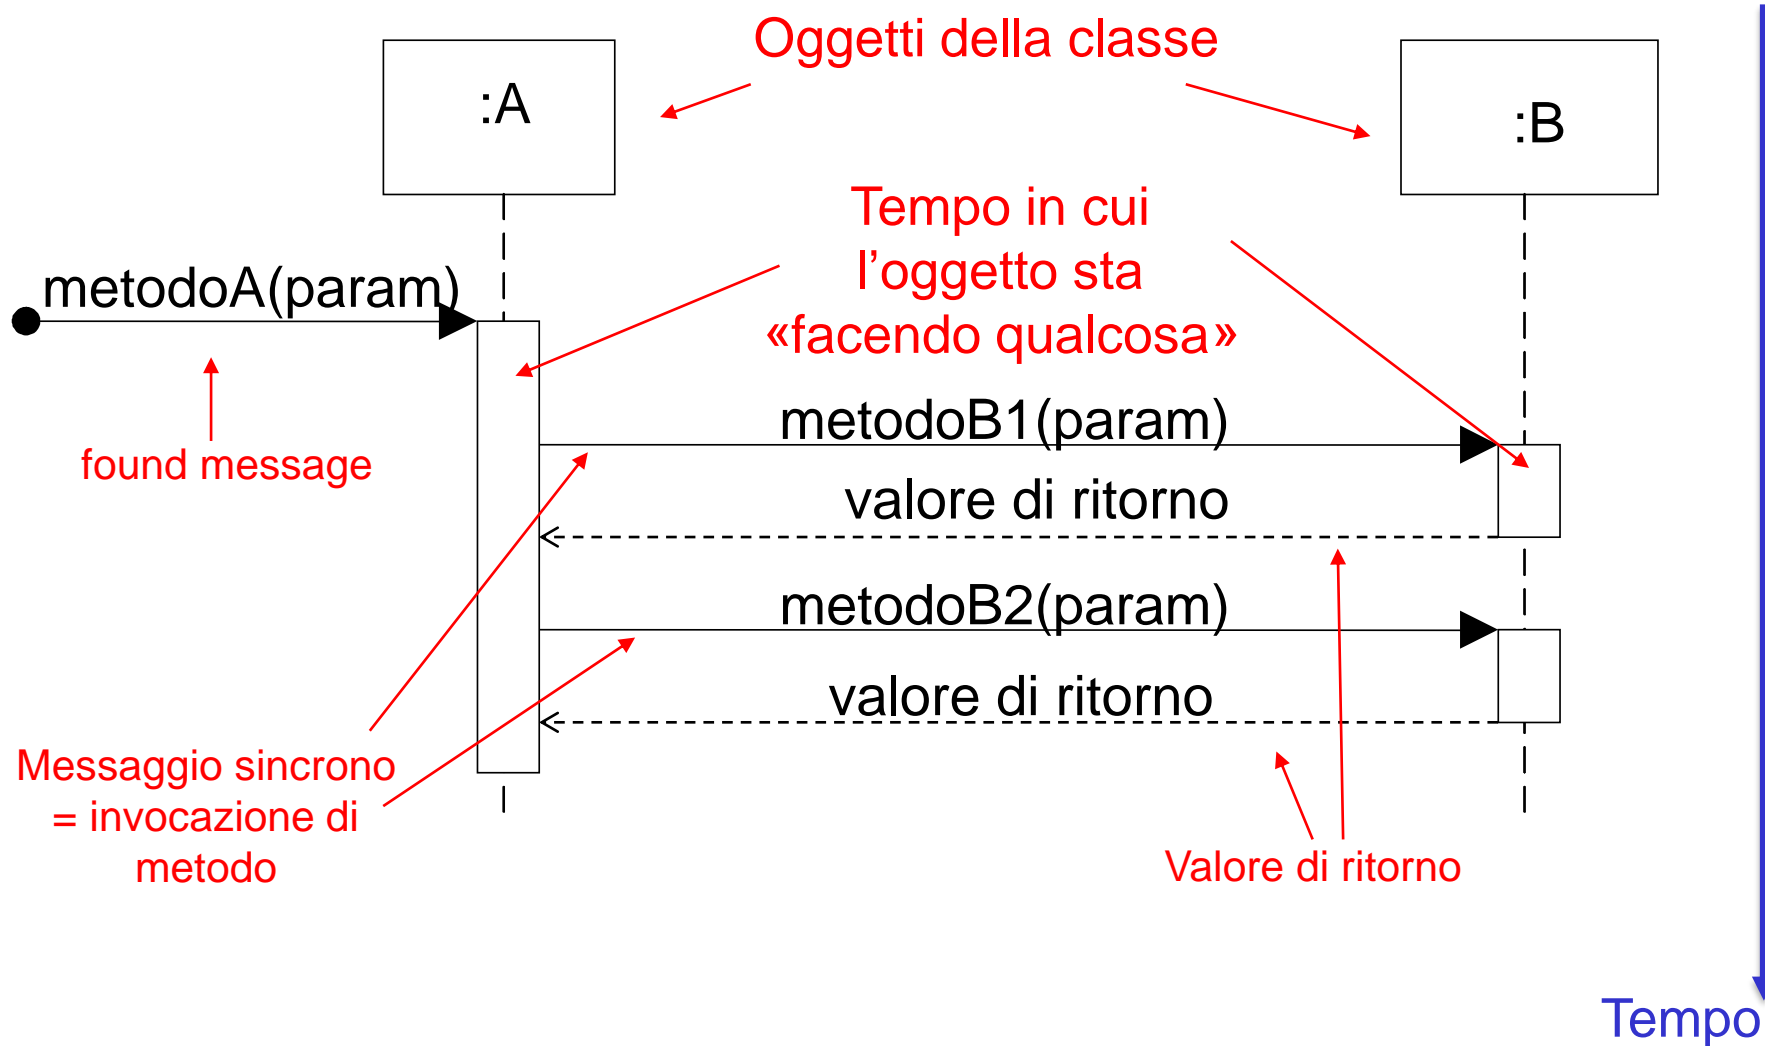 Oggetti della classe
:A
:B
Tempo in cui
l’oggetto sta
«facendo qualcosa»
metodoA(param)
found message
metodoB1(param)
valore di ritorno
metodoB2(param)
valore di ritorno
Messaggio sincrono
= invocazione di
metodo
Valore di ritorno
Tempo